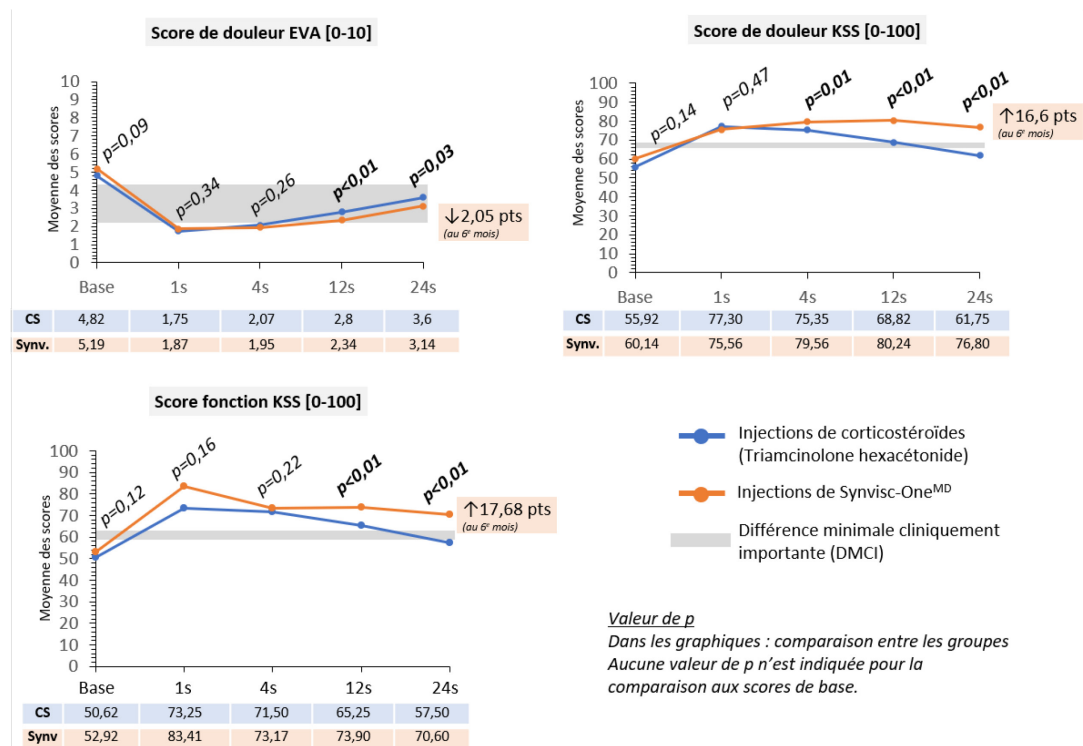 Score de douleur EVA [0-10]
Moyenne des scores
10
9
8
7
6
5
4
3
2
1
0
p=0,09
p=0,34
p=0,26
p<0,01
p=0,03
↓2,05 pts
(au 6e mois)
Base 1s 4s 12s 24s
CS 4,82 1,75 2,07 2,8 3,6
Synv. 5,19 1,87 1,95 2,34 3,14
Score de douleur KSS [0-100]
Moyenne des scores
100
90
80
70
60
50
40
30
20
10
0
p=0,14
p=0,47
p=0,01
p<0,01
p<0,01
↑16,6 pts
(au 6e mois)
Base 1s 4s 12s 24s
CS 55,92 77,30 75,35 68,82 61,75
Synv. 60,14 75,56 79,56 80,24 76,80
Score fonction KSS [0-100]
Moyenne des scores
100
90
80
70
60
50
40
30
20
10
0
p=0,12
p=0,16
p=0,22
p<0,01
p<0,01
↑17,68 pts
(au 6e mois)
Base 1s 4s 12s 24s
CS 50,62 73,25 71,50 65,25 57,50
Synv 52,92 83,41 73,17 73,90 70,60
Injections de corticostéroïdes
(Triamcinolone hexacétonide)
Injections de Synvisc-OneMD
Différence minimale cliniquement
importante (DMCI)
Valeur de p
Dans les graphiques : comparaison entre les groupes
Aucune valeur de p n'est indiquée pour la
comparaison aux scores de base.